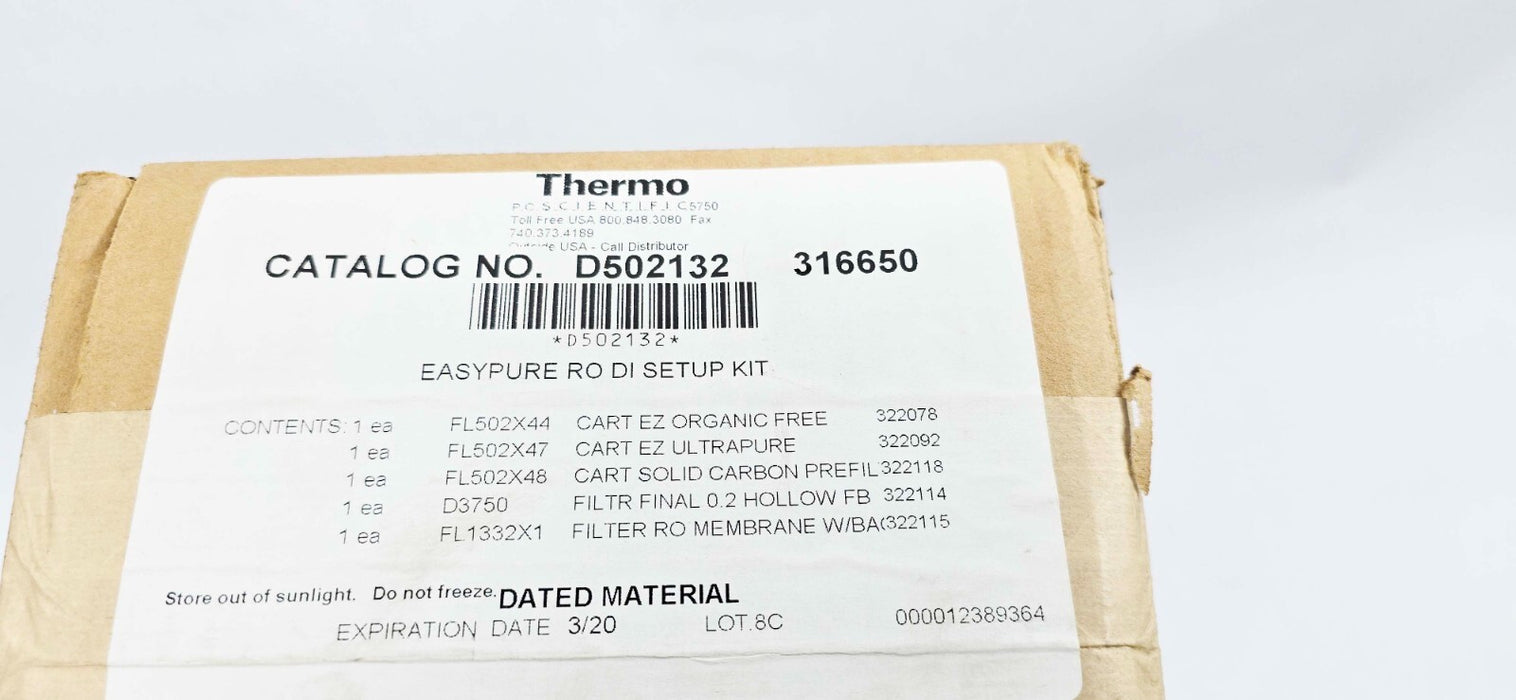 Thermo
P.C S C I E N T I F I C5750
Toll Free USA 800.848.3080 Fax
740.373.4189
USA - Call Distributor
CATALOG NO. D502132 316650
*D502132*
EASYPURE RO DI SETUP KIT
CONTENTS: 1 ea FL502X44 CART EZ ORGANIC FREE 322078
1 ea FL502X47 CART EZ ULTRAPURE 322092
1 ea FL502X48 CART SOLID CARBON PREFIL 322118
1 ea D3750 FILTR FINAL 0.2 HOLLOW FB 322114
1 ea FL1332X1 FILTER RO MEMBRANE W/BA(322115
Store out of sunlight. Do not freeze. DATED MATERIAL
EXPIRATION DATE 3/20 LOT.8C 000012389364